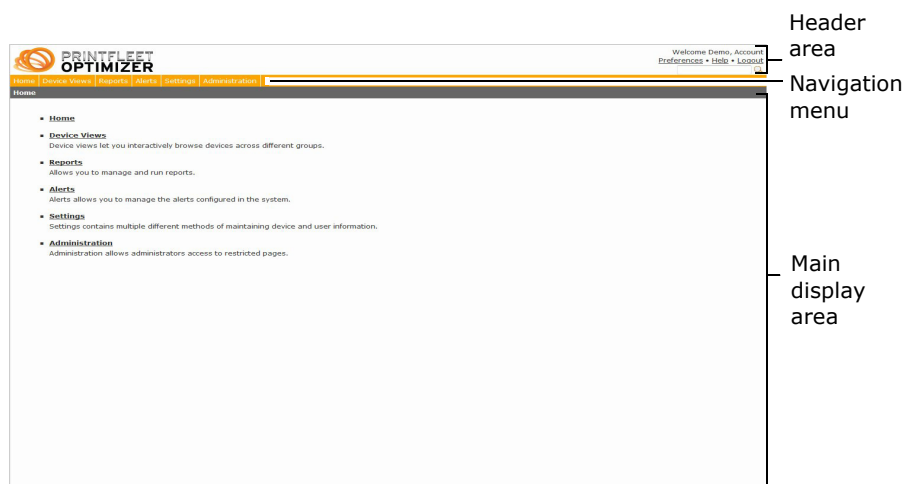 PRINTFLEET
OPTIMIZER
Welcome Demo, Account
Preferences • Help • Logout
Home Device Views Reports Alerts Settings Administration
Home
▪ Home
▪ Device Views
Device views let you interactively browse devices across different groups.
▪ Reports
Allows you to manage and run reports.
▪ Alerts
Alerts allows you to manage the alerts configured in the system.
▪ Settings
Settings contains multiple different methods of maintaining device and user information.
▪ Administration
Administration allows administrators access to restricted pages.
Header
area
Navigation
menu
Main
display
area